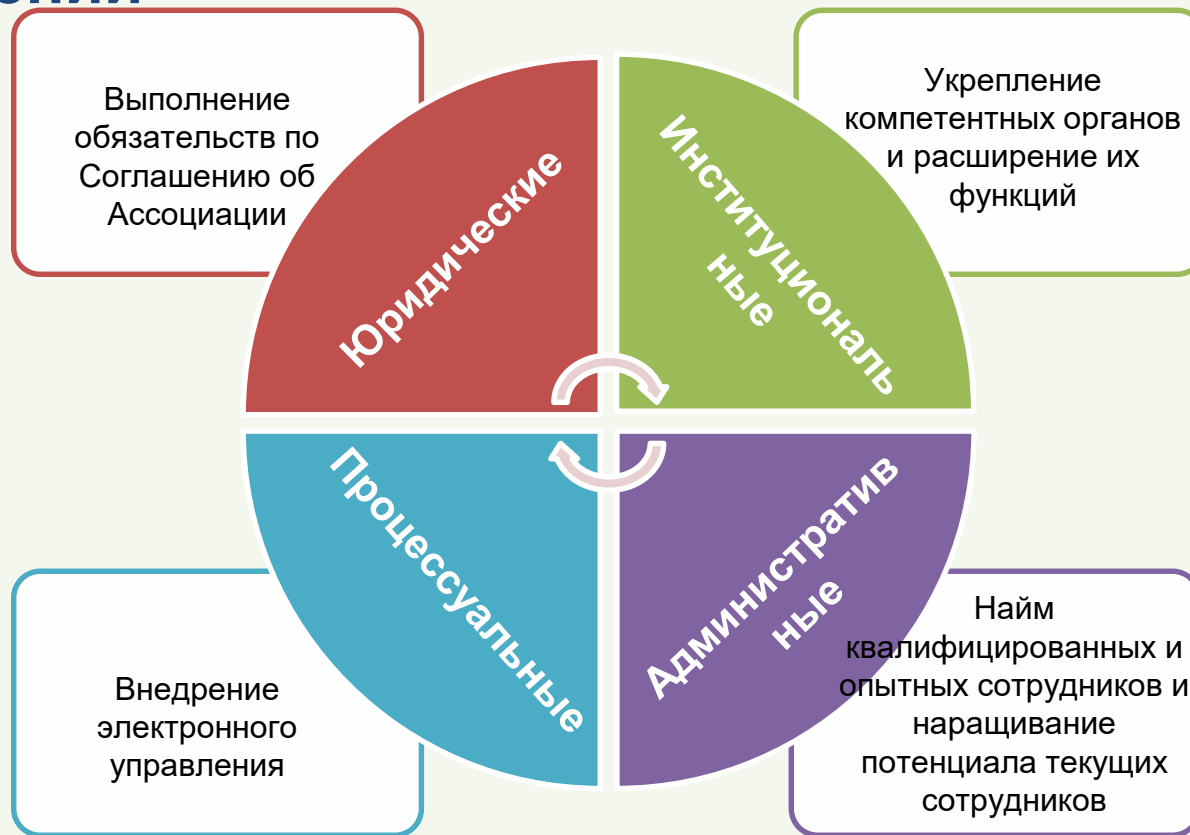 Выполнение
обязательств по
Соглашению об
Ассоциации
Юридические
Институциональ
ные
Укрепление
компетентных органов
и расширение их
функций
Процессуальные
Внедрение
электронного
управления
Административ
ные
Найм
квалифицированных и
опытных сотрудников и
наращивание
потенциала текущих
сотрудников